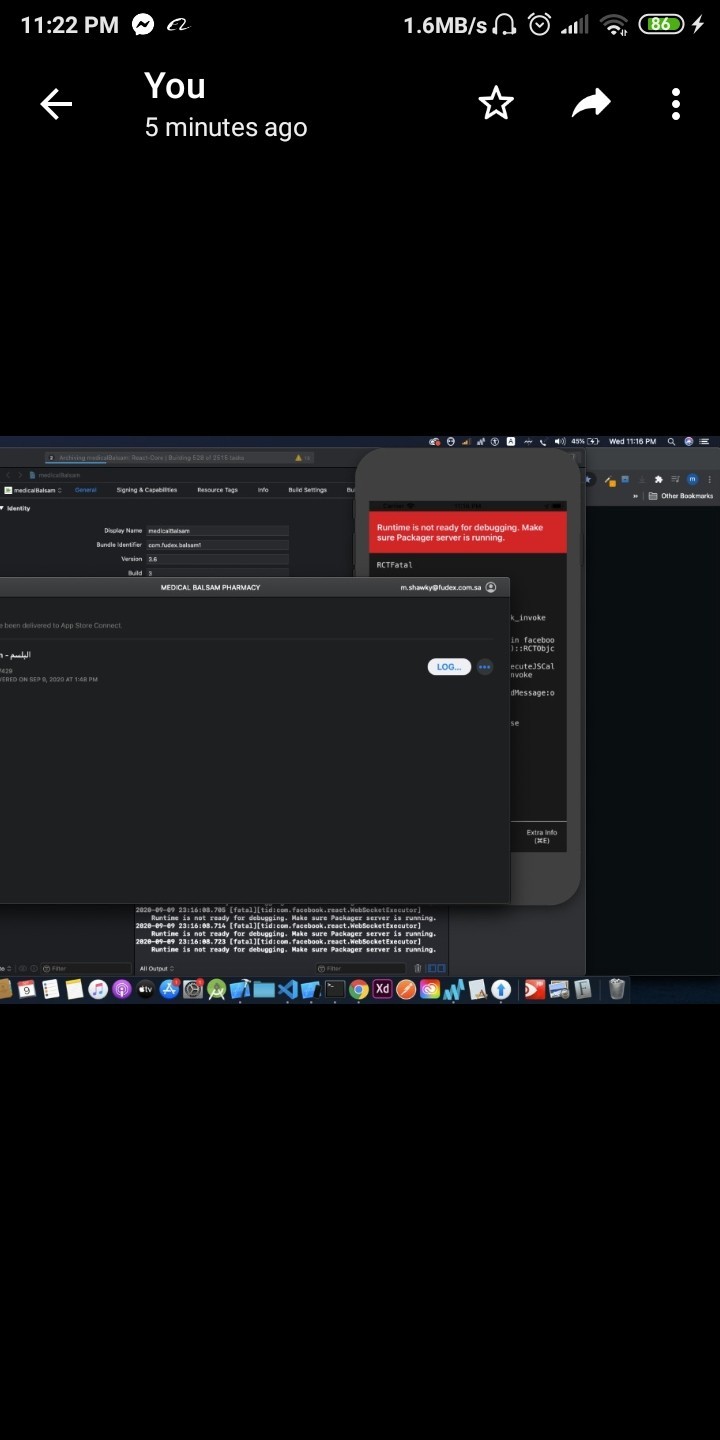 11:22 PM
1.6MB/s
86
You
5 minutes ago
45%
Wed 11:16 PM
Archiving medicalBalsam: React-Core | Building 528 of 2515 tasks
medicalBalsam
medicalBalsam
General
Signing & Capabilities
Resource Tags
Info
Build Settings
Bu
Other Bookmarks
Identity
Display Name medicalBalsam
Bundle Identifier com.fudex.balsam1
Version 3.6
Build 3
Runtime is not ready for debugging. Make
sure Packager server is running.
RCTFatal
MEDICAL BALSAM PHARMACY
m.shawky@fudex.com.sa
k_invoke
e been delivered to App Store Connect.
in faceboo
)::RCTObjc
البلسم - n
ecuteJSCal
nvoke
LOG...
VERED ON SEP 9, 2020 AT 1:48 PM
dMessage:o
se
Extra Info
(⌘E)
2020-09-09 23:16:08.705 [fatal][tid:com.facebook.react.WebSocketExecutor]
Runtime is not ready for debugging. Make sure Packager server is running.
2020-09-09 23:16:08.714 [fatal][tid:com.facebook.react.WebSocketExecutor]
Runtime is not ready for debugging. Make sure Packager server is running.
2020-09-09 23:16:08.723 [fatal][tid:com.facebook.react.WebSocketExecutor]
Runtime is not ready for debugging. Make sure Packager server is running.
Filter
All Output
Filter
9
tv
Xd